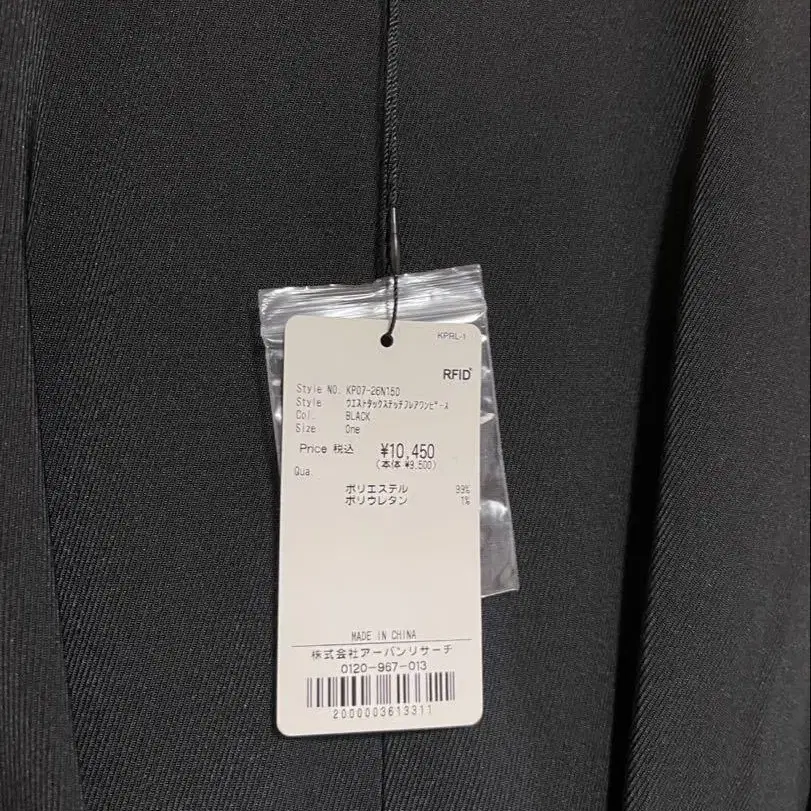 KPRL-1
RFID
Style NO. KP07-26N15D
Style ウエストタックステッチフレアワンピース
Col. BLACK
Size One
Price 税込 ¥10,450
(本体 ¥9,500)
Qua.
ポリエステル 99%
ポリウレタン 1%
MADE IN CHINA
株式会社アーバンリサーチ
0120-967-013
2000003613311